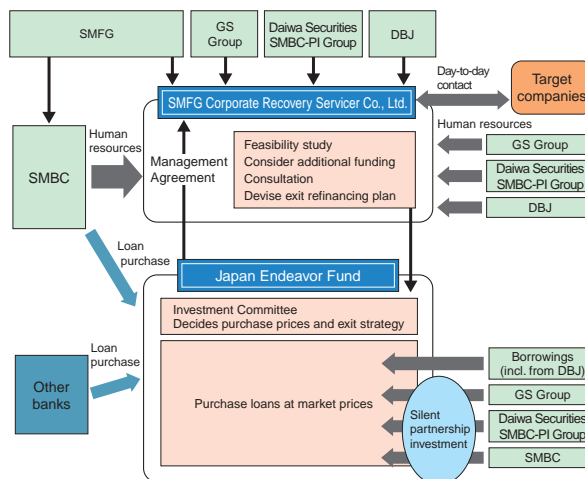 SMFG
GS
Group
Daiwa Securities
SMBC-PI Group
DBJ
SMFG Corporate Recovery Servicer Co., Ltd.
Day-to-day
contact
Target
companies
SMBC
Human
resources
Management
Agreement
Feasibility study
Consider additional funding
Consultation
Devise exit refinancing plan
Human resources
GS Group
Daiwa Securities
SMBC-PI Group
DBJ
Loan
purchase
Japan Endeavor Fund
Investment Committee
Decides purchase prices and exit strategy
Loan
purchase
Other
banks
Purchase loans at market prices
Silent
partnership
investment
Borrowings
(incl. from DBJ)
GS Group
Daiwa Securities
SMBC-PI Group
SMBC